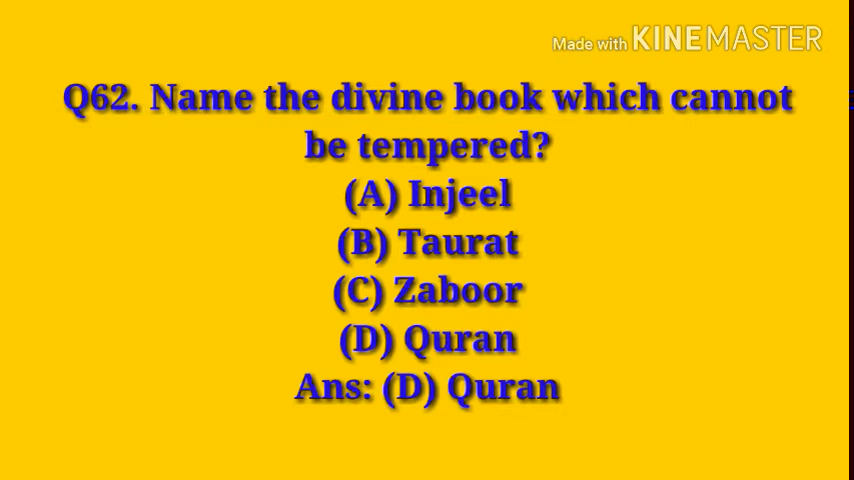 Made with KINEMASTER
Q62. Name the divine book which cannot
be tempered?
(A) Injeel
(B) Taurat
(C) Zaboor
(D) Quran
Ans: (D) Quran